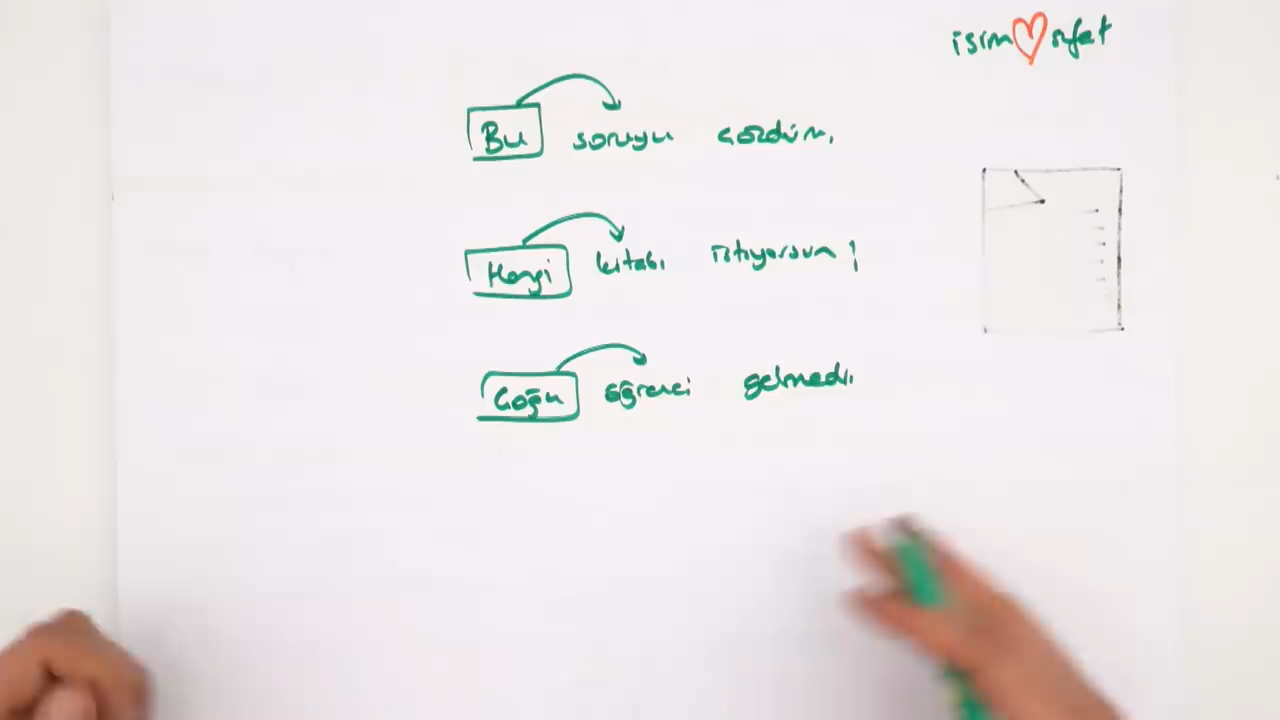 isim ♡ sıfat
Bu soruyu çözdüm.
Hangi kitabı istiyorsun?
Çoğu öğrenci gelmedi.